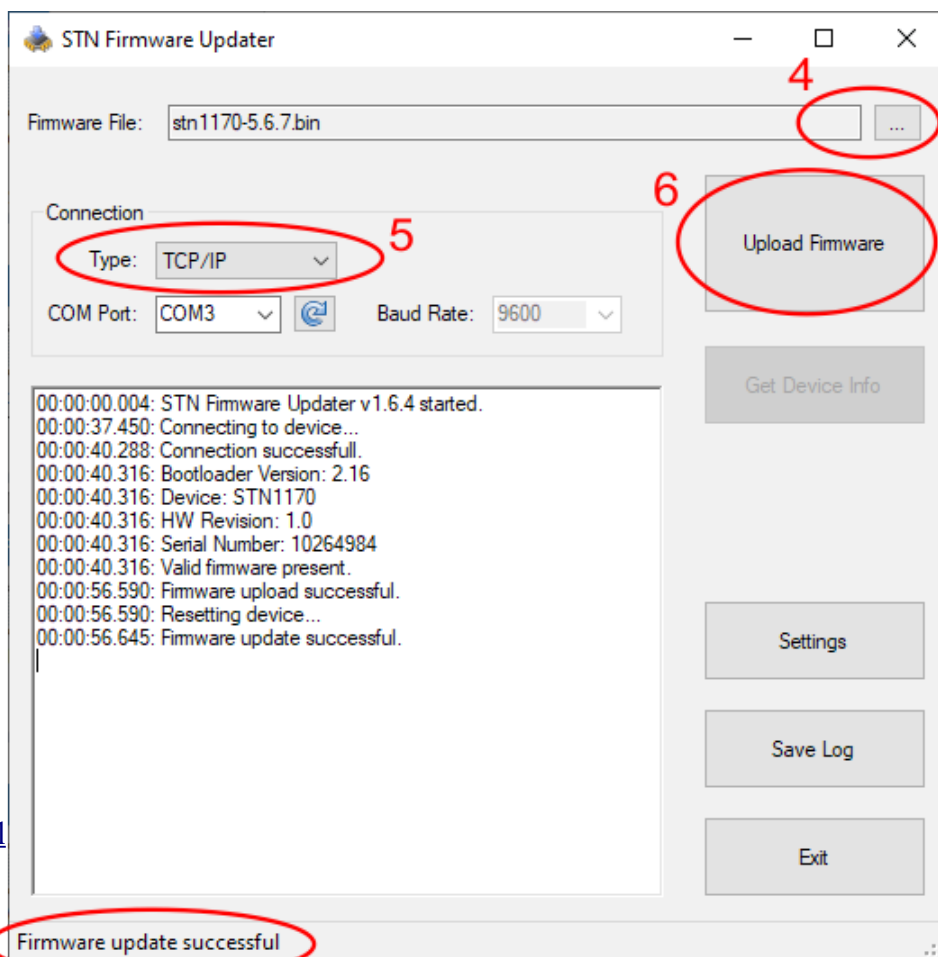 STN Firmware Updater
4
Firmware File: stn1170-5.6.7.bin ...
6
Connection
5
Type: TCP/IP
Upload Firmware
COM Port: COM3 Baud Rate: 9600
Get Device Info
00:00:00.004: STN Firmware Updater v1.6.4 started.
00:00:37.450: Connecting to device...
00:00:40.288: Connection successfull.
00:00:40.316: Bootloader Version: 2.16
00:00:40.316: Device: STN1170
00:00:40.316: HW Revision: 1.0
00:00:40.316: Serial Number: 10264984
00:00:40.316: Valid firmware present.
00:00:56.590: Firmware upload successful.
00:00:56.590: Resetting device...
00:00:56.645: Firmware update successful.
Settings
Save Log
Exit
Firmware update successful